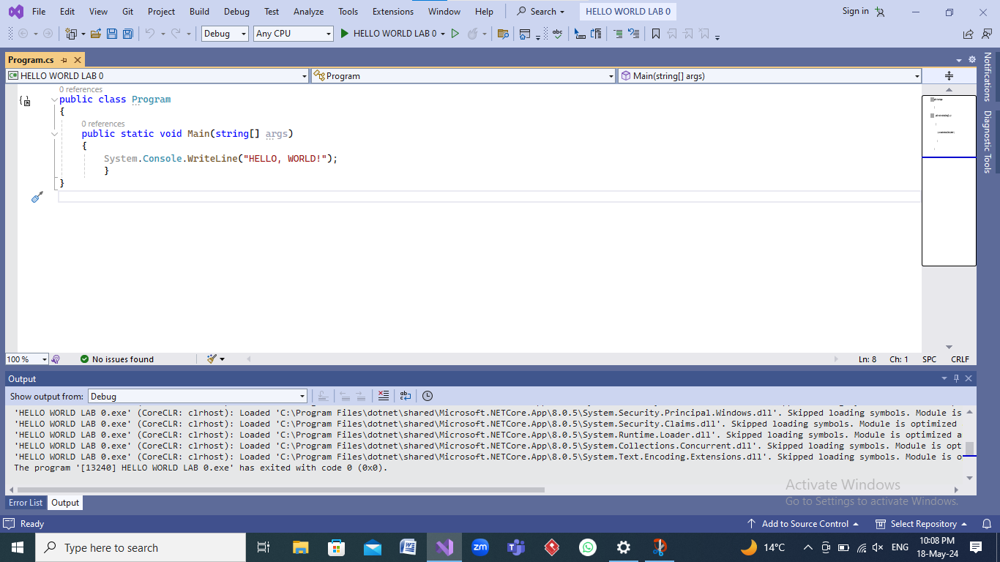 File Edit View Git Project Build Debug Test Analyze Tools Extensions Window Help Search HELLO WORLD LAB 0 Sign in
Debug Any CPU HELLO WORLD LAB 0
Program.cs
HELLO WORLD LAB 0 Program Main(string[] args)
0 references
public class Program
{
0 references
public static void Main(string[] args)
{
System.Console.WriteLine("HELLO, WORLD!");
}
}
Notifications
Diagnostic Tools
100 % No issues found Ln: 8 Ch: 1 SPC CRLF
Output
Show output from: Debug
'HELLO WORLD LAB 0.exe' (CoreCLR: clrhost): Loaded 'C:\Program Files\dotnet\shared\Microsoft.NETCore.App\8.0.5\System.Security.Principal.Windows.dll'. Skipped loading symbols. Module is
'HELLO WORLD LAB 0.exe' (CoreCLR: clrhost): Loaded 'C:\Program Files\dotnet\shared\Microsoft.NETCore.App\8.0.5\System.Security.Claims.dll'. Skipped loading symbols. Module is optimized
'HELLO WORLD LAB 0.exe' (CoreCLR: clrhost): Loaded 'C:\Program Files\dotnet\shared\Microsoft.NETCore.App\8.0.5\System.Runtime.Loader.dll'. Skipped loading symbols. Module is optimized a
'HELLO WORLD LAB 0.exe' (CoreCLR: clrhost): Loaded 'C:\Program Files\dotnet\shared\Microsoft.NETCore.App\8.0.5\System.Collections.Concurrent.dll'. Skipped loading symbols. Module is opt
'HELLO WORLD LAB 0.exe' (CoreCLR: clrhost): Loaded 'C:\Program Files\dotnet\shared\Microsoft.NETCore.App\8.0.5\System.Text.Encoding.Extensions.dll'. Skipped loading symbols. Module is o
The program '[13240] HELLO WORLD LAB 0.exe' has exited with code 0 (0x0).
Activate Windows
Go to Settings to activate Windows.
Error List Output
Ready Add to Source Control Select Repository
Type here to search 14°C ENG 10:08 PM
18-May-24